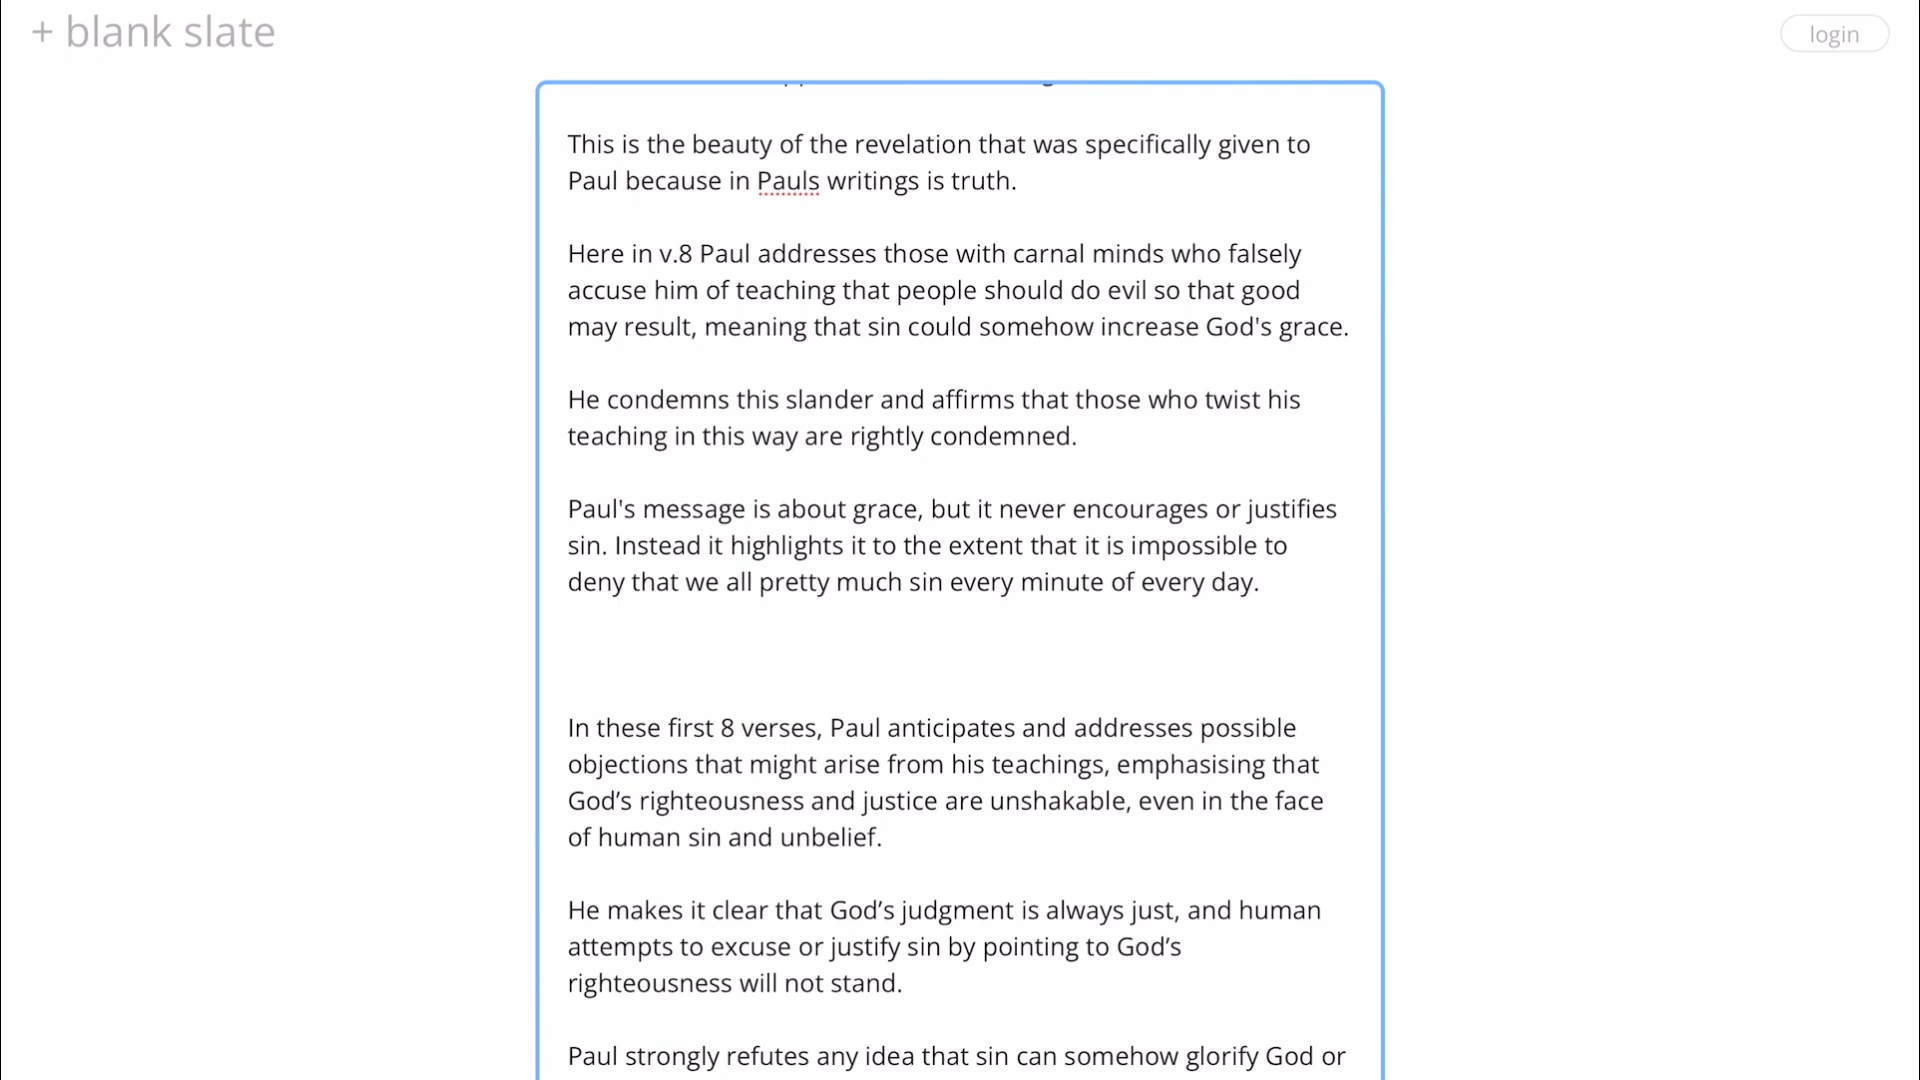 + blank slate
login
This is the beauty of the revelation that was specifically given to
Paul because in Pauls writings is truth.
Here in v.8 Paul addresses those with carnal minds who falsely
accuse him of teaching that people should do evil so that good
may result, meaning that sin could somehow increase God's grace.
He condemns this slander and affirms that those who twist his
teaching in this way are rightly condemned.
Paul's message is about grace, but it never encourages or justifies
sin. Instead it highlights it to the extent that it is impossible to
deny that we all pretty much sin every minute of every day.
In these first 8 verses, Paul anticipates and addresses possible
objections that might arise from his teachings, emphasising that
God’s righteousness and justice are unshakable, even in the face
of human sin and unbelief.
He makes it clear that God’s judgment is always just, and human
attempts to excuse or justify sin by pointing to God’s
righteousness will not stand.
Paul strongly refutes any idea that sin can somehow glorify God or